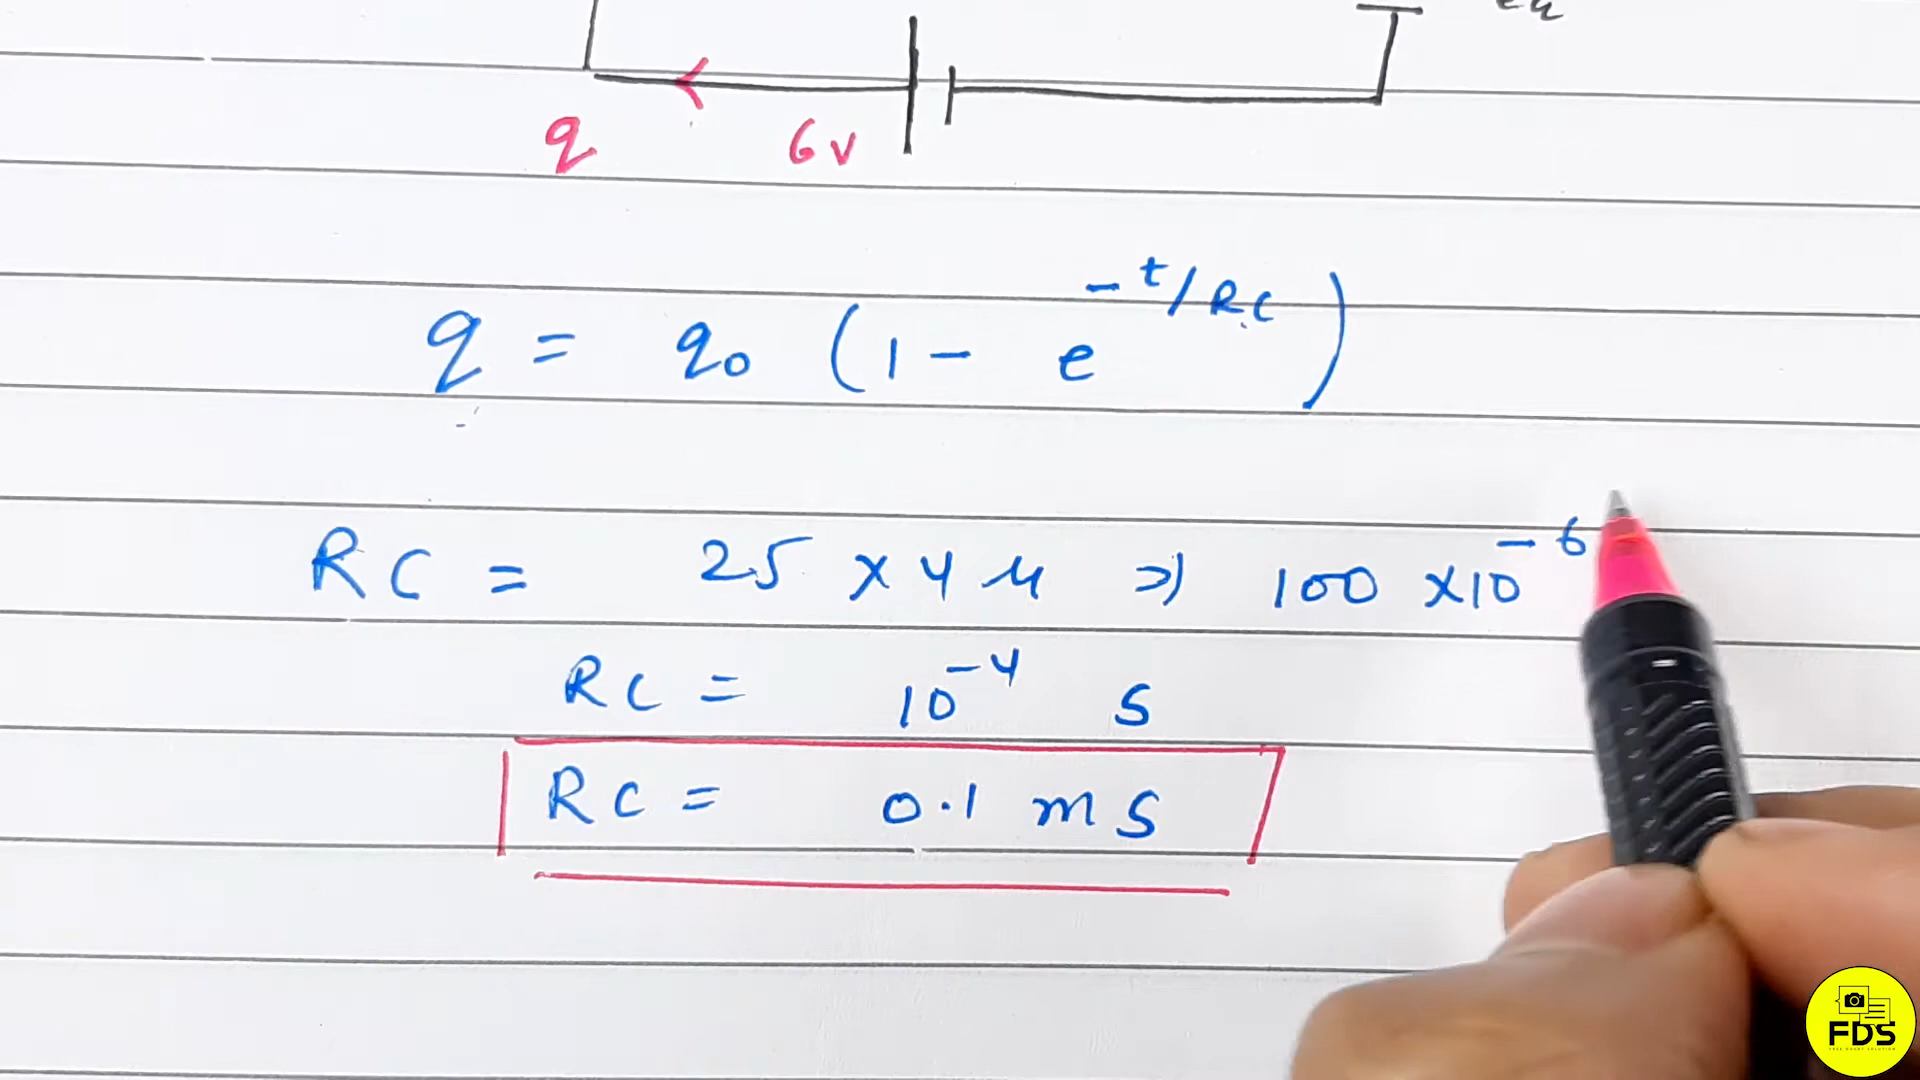 q 6v
q = q₀ (1 - e^(-t/RC))
RC = 25 × 4 μ ⇒ 100 × 10⁻⁶
RC = 10⁻⁴ s
RC = 0.1 ms
FDS